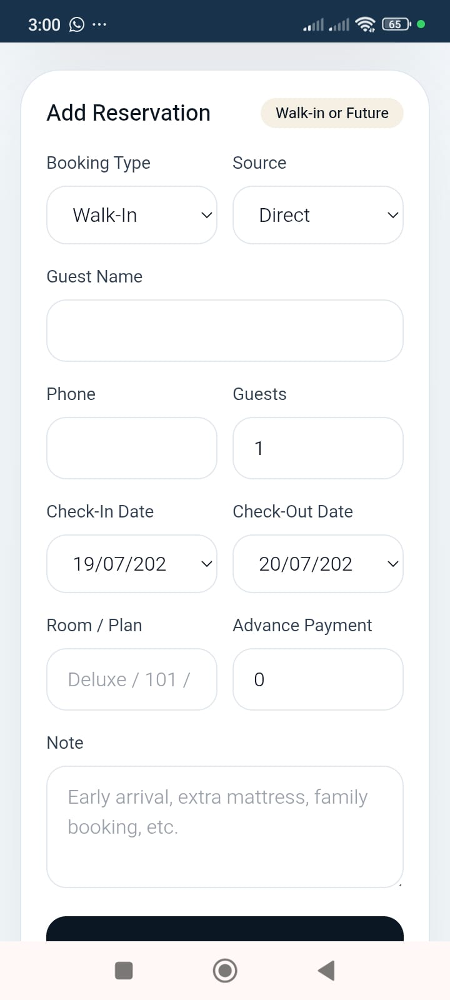 3:00
65
Add Reservation
Walk-in or Future
Booking Type
Source
Walk-In
Direct
Guest Name
Phone
Guests
1
Check-In Date
Check-Out Date
19/07/202
20/07/202
Room / Plan
Advance Payment
Deluxe / 101 /
0
Note
Early arrival, extra mattress, family
booking, etc.